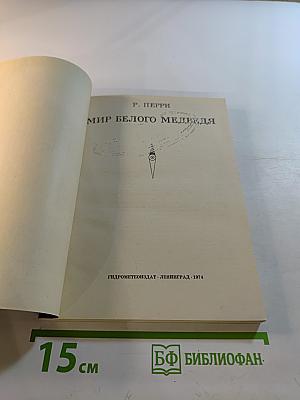 Р. ПЕРРИ
МИР БЕЛОГО МЕДВЕДЯ
ГИДРОМЕТЕОИЗДАТ · ЛЕНИНГРАД · 1974
15 см
БФ БИБЛИОФАН